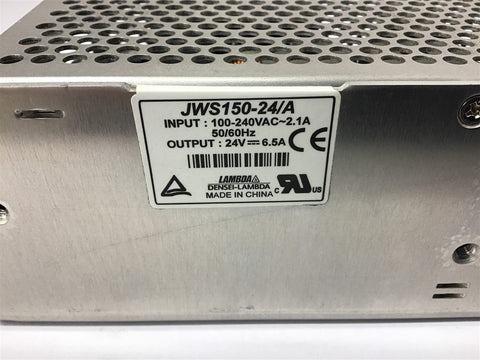 JWS150-24/A
INPUT : 100-240VAC~2.1A
50/60Hz
OUTPUT : 24V⎓ 6.5A
CE
LAMBDA
DENSEI-LAMBDA
MADE IN CHINA
c RU US